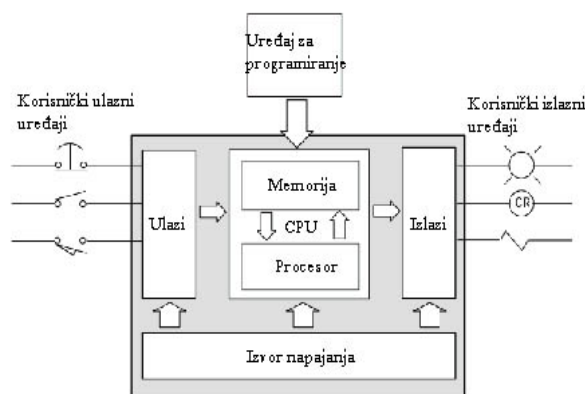 Uređaj za
programiranje
Korisnički ulazni
uređaji
Korisnički izlazni
uređaji
Ulazi
Memorija
CPU
Procesor
Izlazi
CR
Izvor napajanja